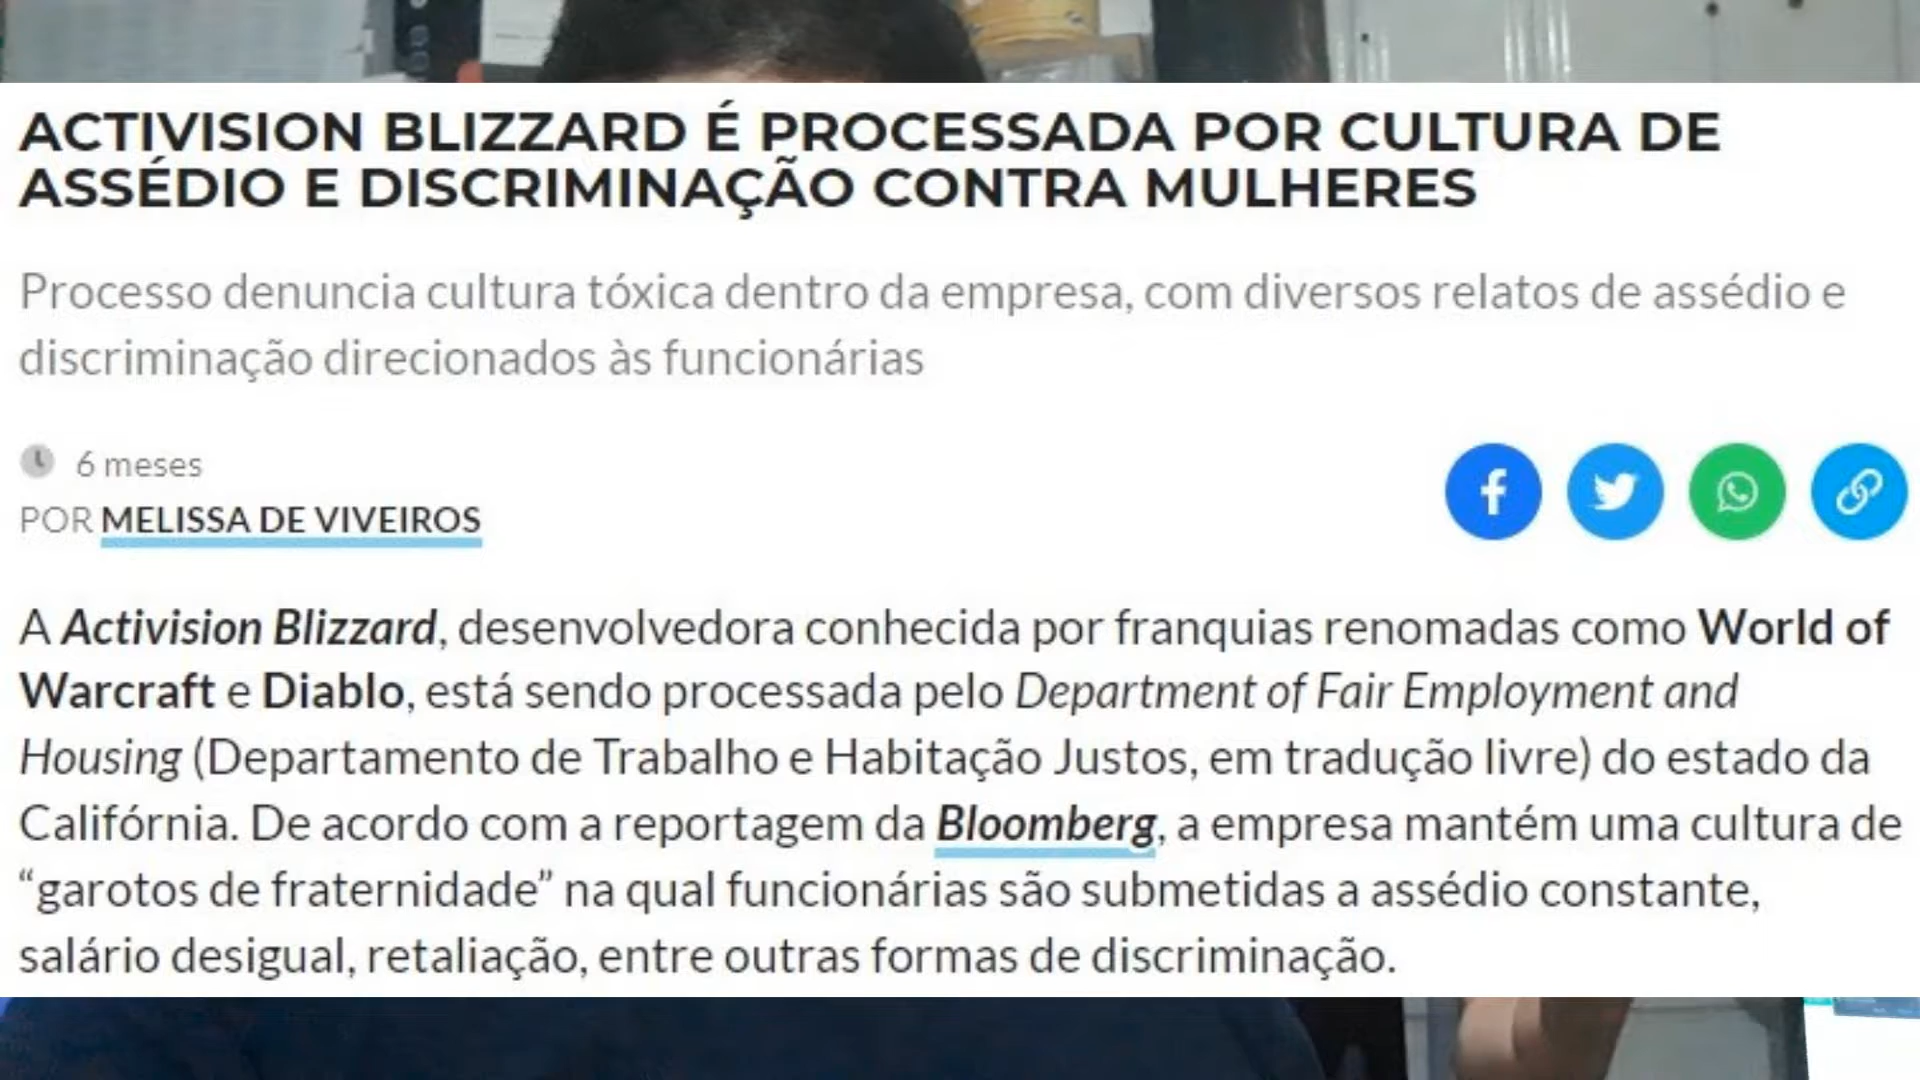 ACTIVISION BLIZZARD É PROCESSADA POR CULTURA DE
ASSÉDIO E DISCRIMINAÇÃO CONTRA MULHERES
Processo denuncia cultura tóxica dentro da empresa, com diversos relatos de assédio e
discriminação direcionados às funcionárias
6 meses
POR MELISSA DE VIVEIROS
A Activision Blizzard, desenvolvedora conhecida por franquias renomadas como World of
Warcraft e Diablo, está sendo processada pelo Department of Fair Employment and
Housing (Departamento de Trabalho e Habitação Justos, em tradução livre) do estado da
Califórnia. De acordo com a reportagem da Bloomberg, a empresa mantém uma cultura de
“garotos de fraternidade” na qual funcionárias são submetidas a assédio constante,
salário desigual, retaliação, entre outras formas de discriminação.